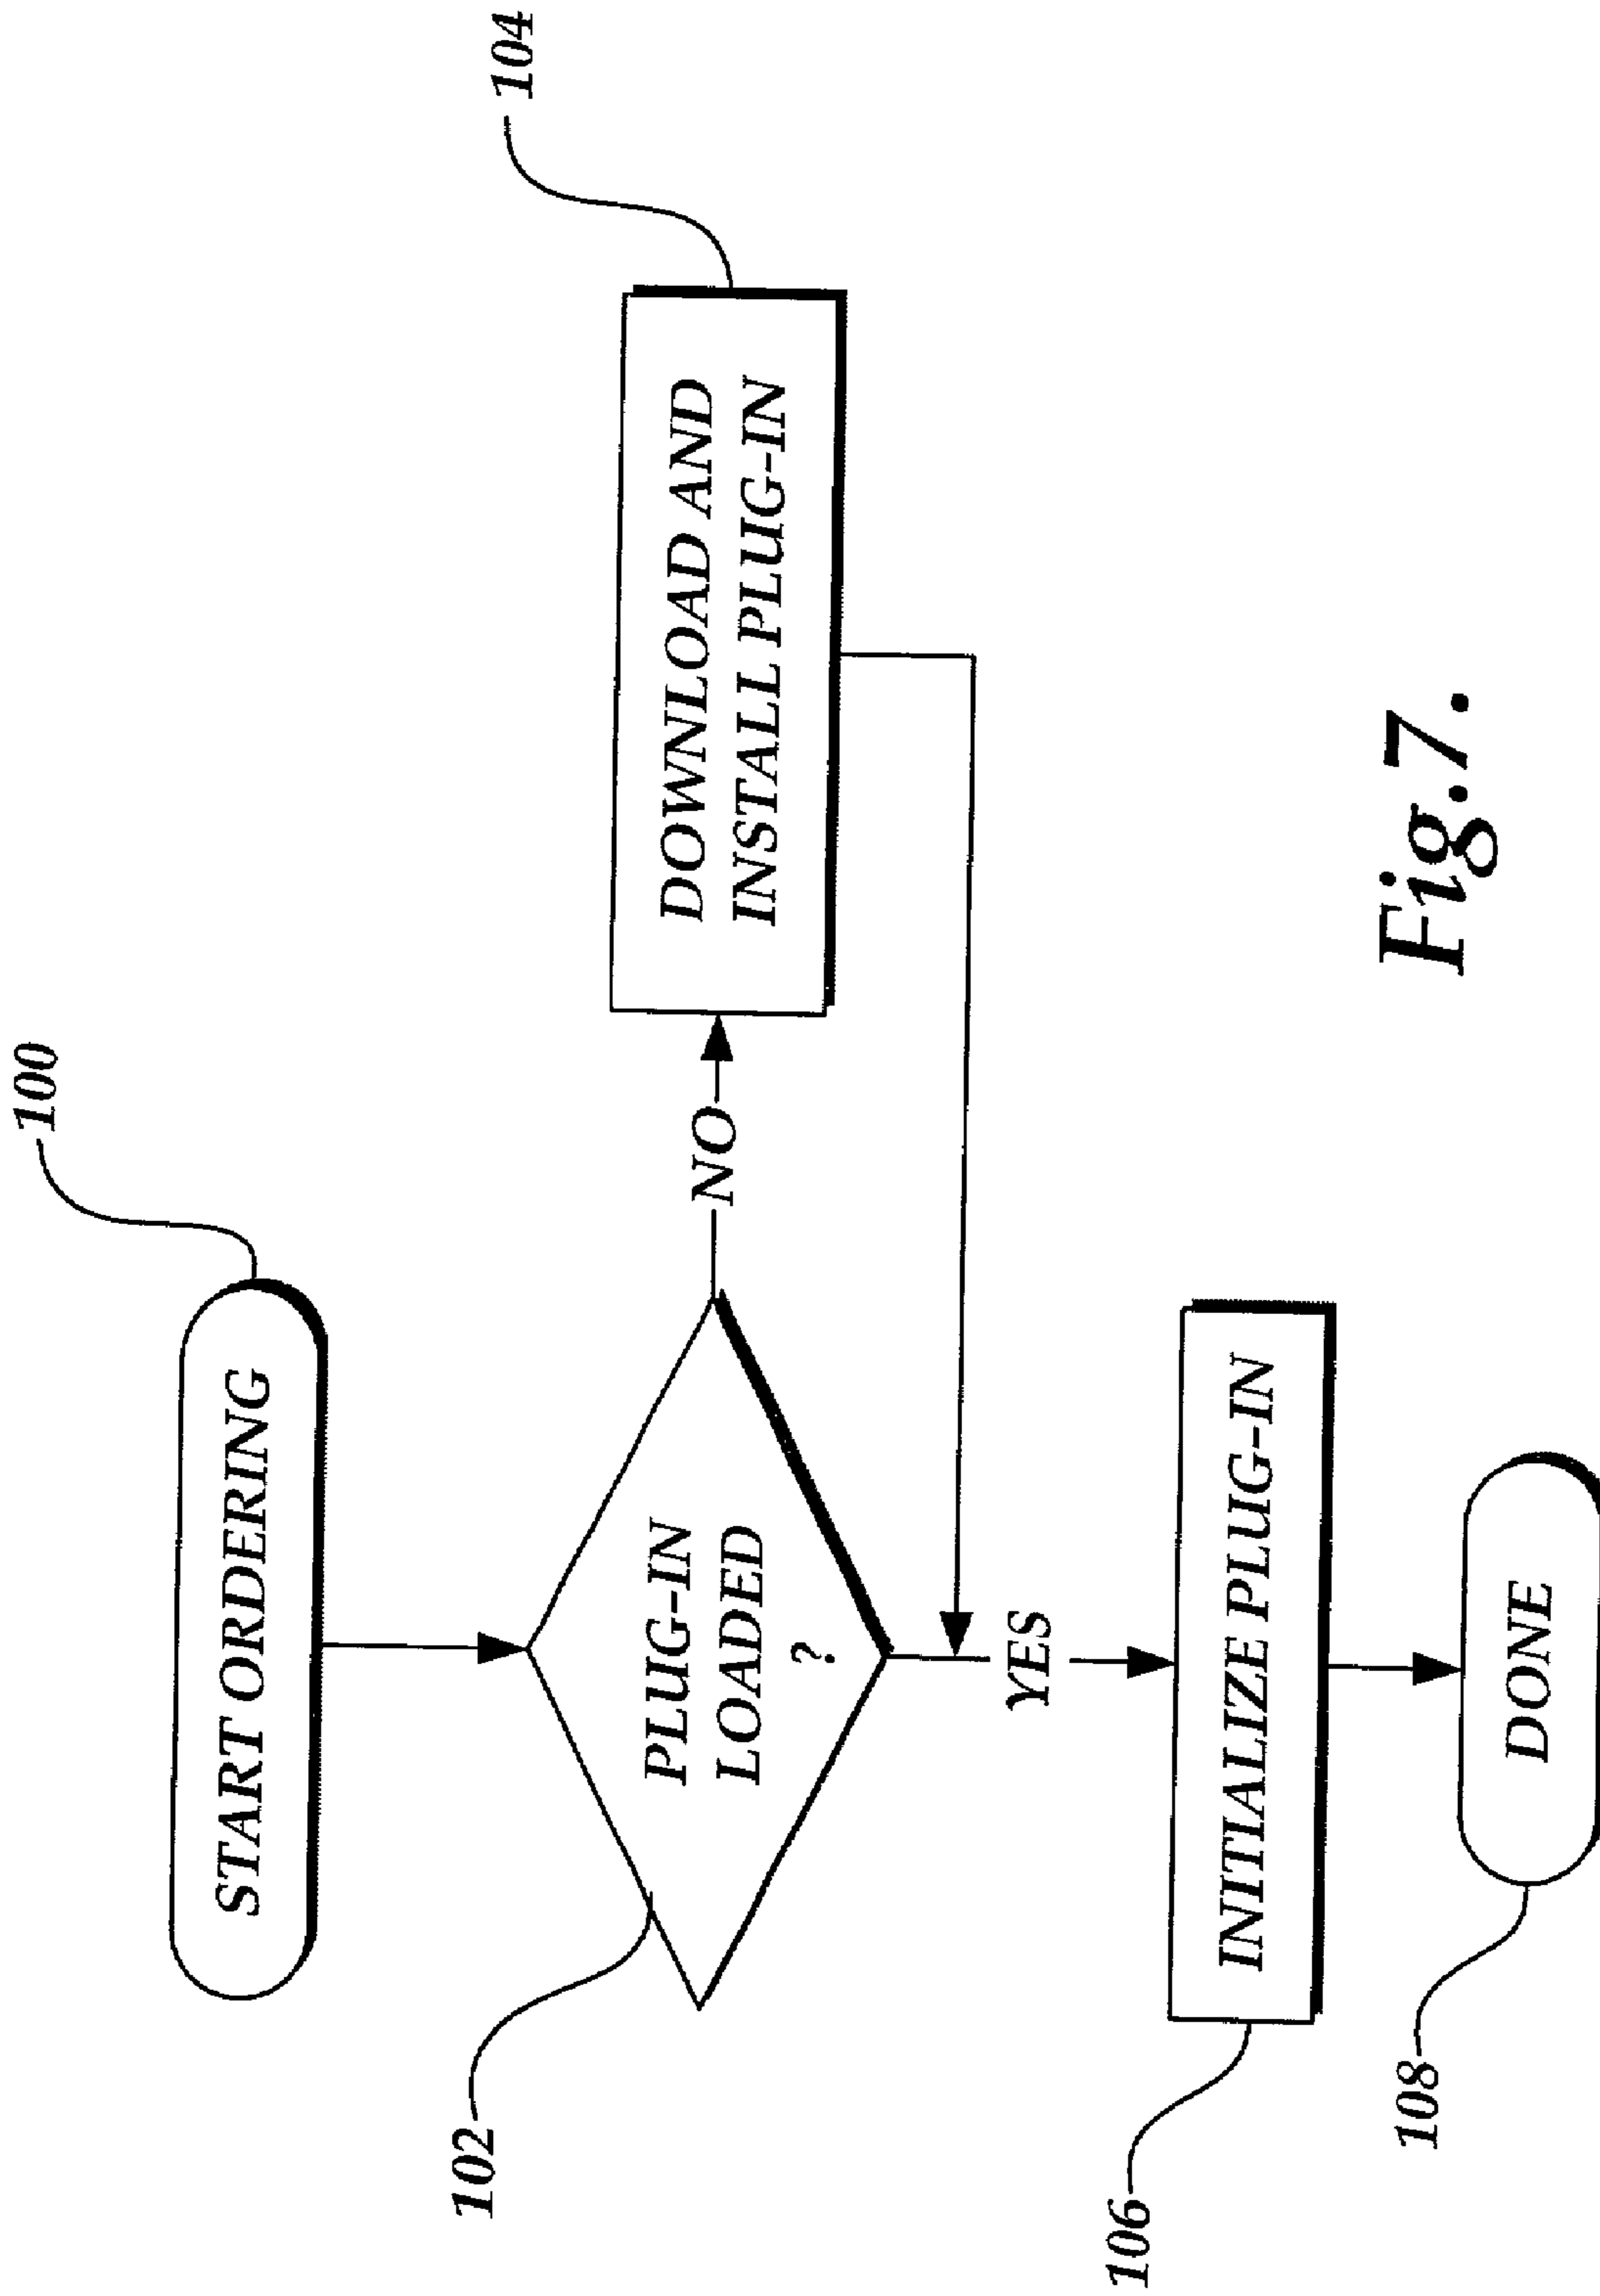 100
START ORDERING
102
PLUG-IN
LOADED
?
NO
104
DOWNLOAD AND
INSTALL PLUG-IN
YES
106
INITIALIZE PLUG-IN
108
DONE
Fig.7.